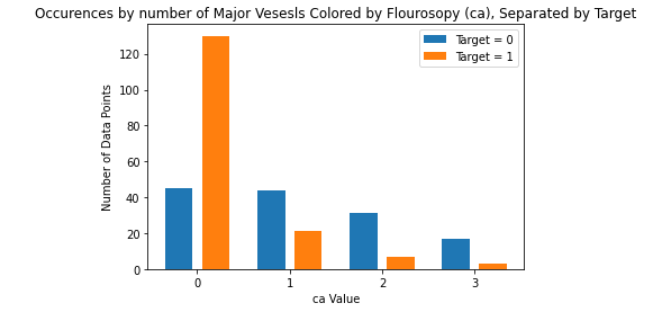 Occurences by number of Major Vesesls Colored by Flourosopy (ca), Separated by Target
Target = 0
Target = 1
Number of Data Points
120
100
80
60
40
20
0
0 1 2 3
ca Value